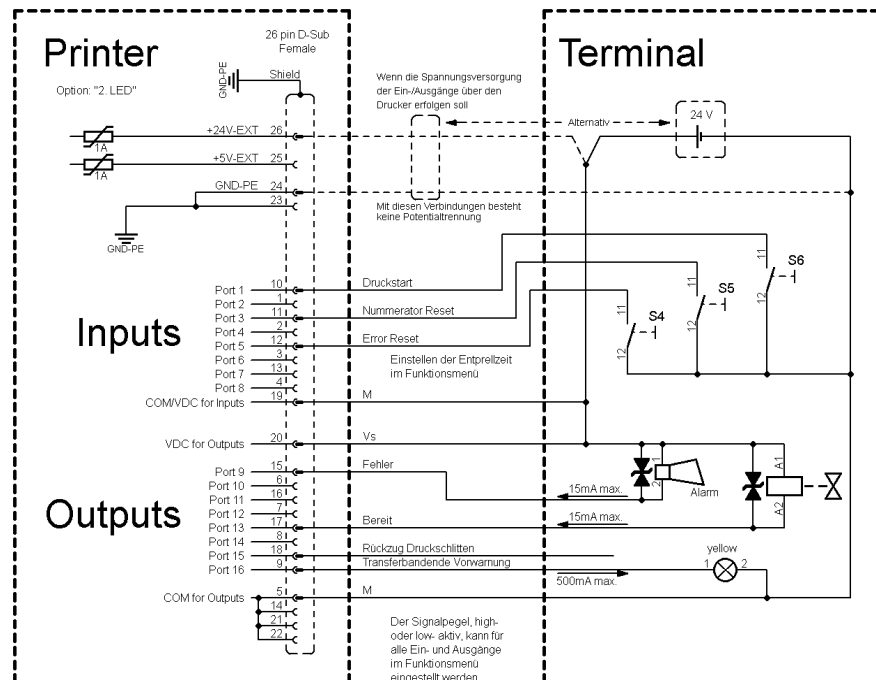 Printer
Option: "2. LED"
26 pin D-Sub
Female
GND-PE
Shield
Wenn die Spannungsversorgung
der Ein-/Ausgänge über den
Drucker erfolgen soll
Terminal
Alternativ
24 V
+24V-EXT 26
1A
+5V-EXT 25
1A
GND-PE 24
23
GND-PE
Mit diesen Verbindungen besteht
keine Potentialtrennung
Inputs
Port 1 10 Druckstart
Port 2 1
Port 3 11 Nummerator Reset
Port 4 2
Port 5 12 Error Reset
Port 6 3
Port 7 13
Port 8 4
COM/VDC for Inputs 19 M
Einstellen der Entprellzeit
im Funktionsmenü
11 S6 12
11 S5 12
11 S4 12
Outputs
VDC for Outputs 20 Vs
Port 9 15 Fehler
Port 10 6
Port 11 16
Port 12 7
Port 13 17 Bereit
Port 14 8
Port 15 18 Rückzug Druckschlitten
Port 16 9 Transferbandende Vorwarnung
COM for Outputs 5 M
14
21
22
15mA max.
1 2 Alarm
A1 A2
15mA max.
yellow
1 2
500mA max.
Der Signalpegel, high-
oder low- aktiv, kann für
alle Ein- und Ausgänge
im Funktionsmenü
eingestellt werden